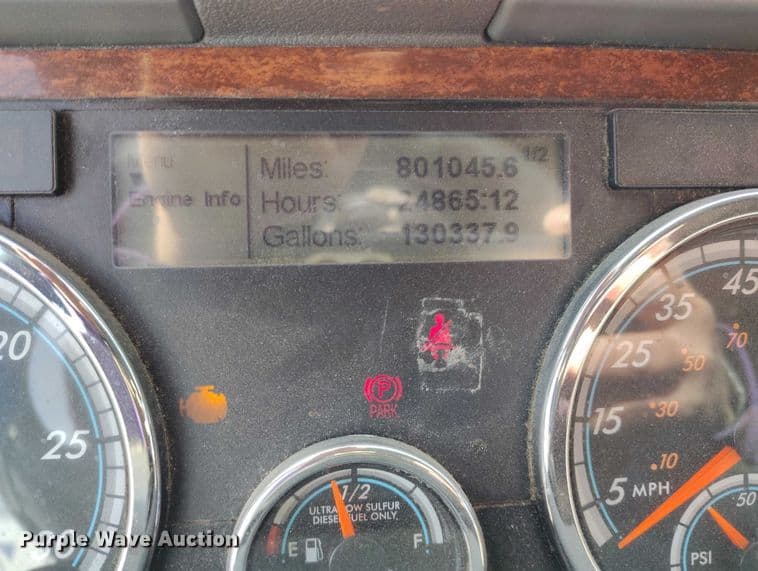 Menu
1/2
Miles: 801045.6
Engine Info
Hours: 24865:12
Gallons: 130337.9
20
25
30
PARK
P
1/2
ULTRA LOW SULFUR
DIESEL FUEL ONLY.
E F
45
35
70
25
50
15
30
10
5 MPH
50
PSI
Purple Wave Auction